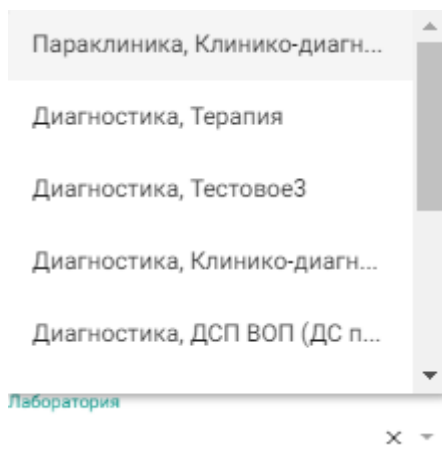 Параклиника, Клинико-диагн...
Диагностика, Терапия
Диагностика, Тестовое3
Диагностика, Клинико-диагн...
Диагностика, ДСП ВОП (ДС п...
Лаборатория